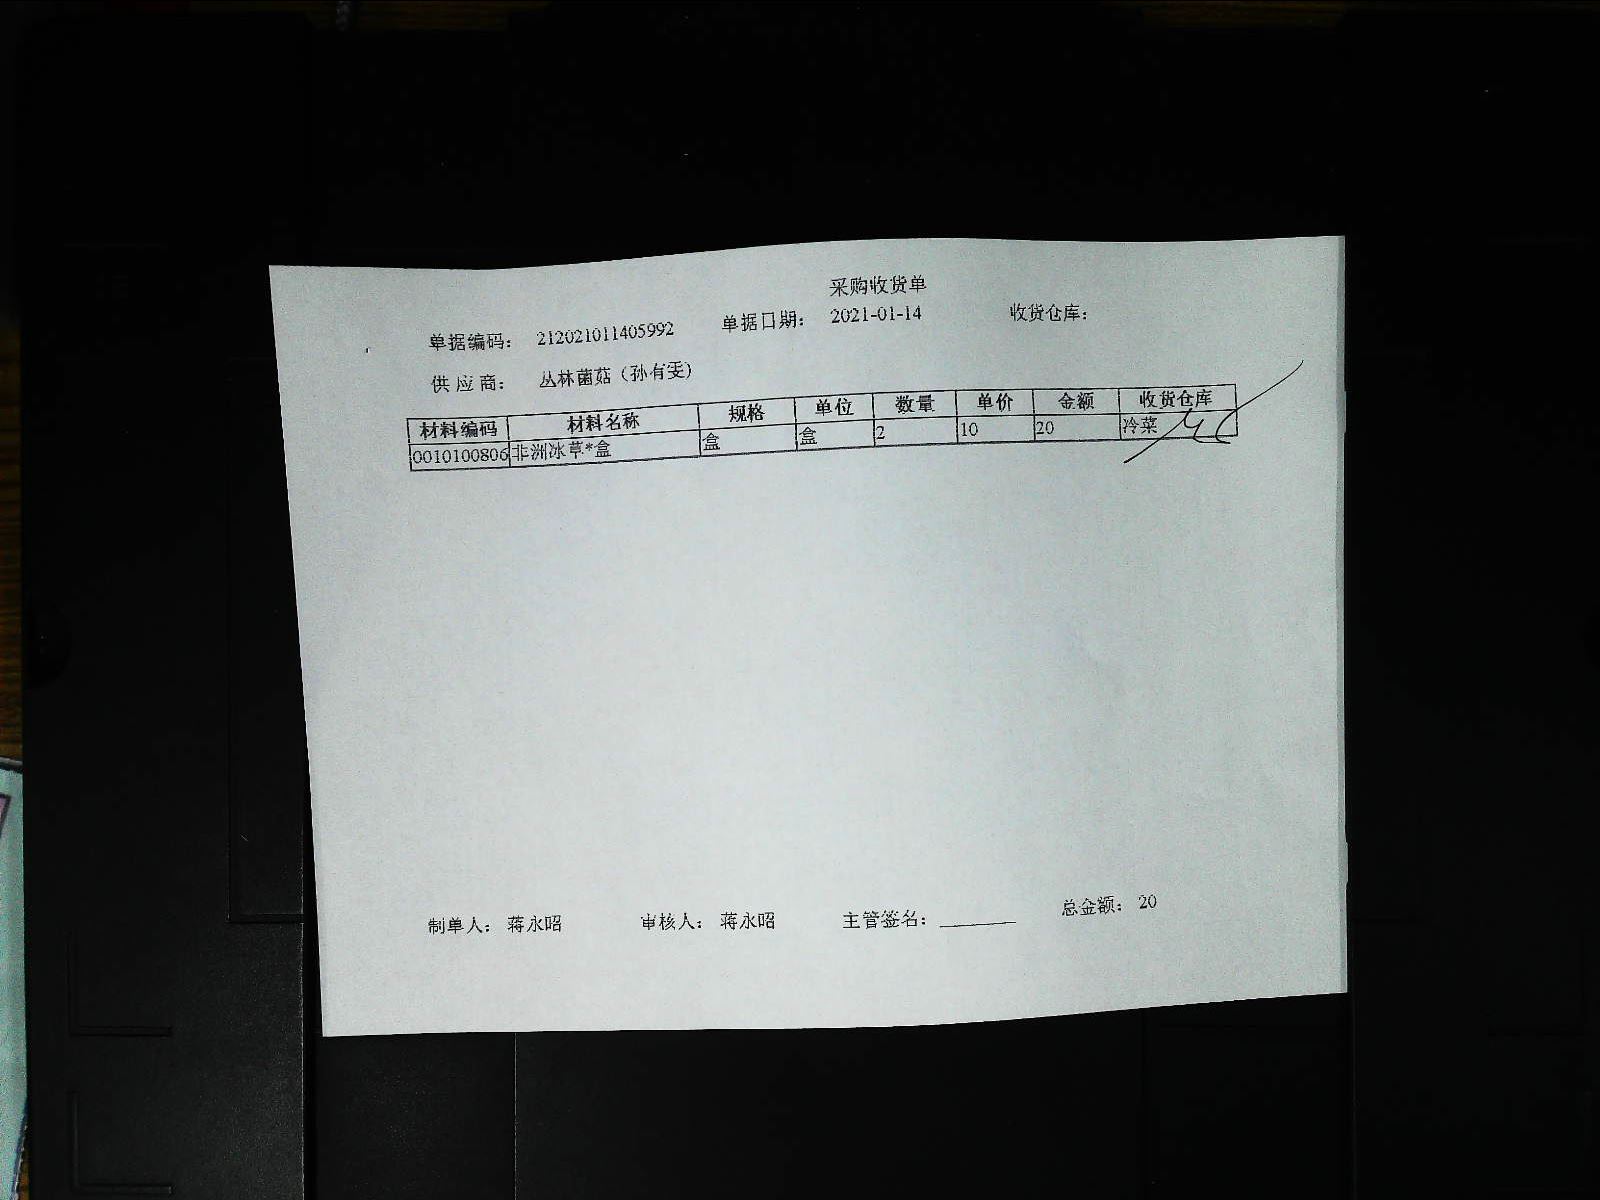 采购收货单
单据编码： 212021011405992 单据日期： 2021-01-14 收货仓库：
供 应 商： 丛林菌菇（孙有雯）
材料编码 材料名称 规格 单位 数量 单价 金额 收货仓库
0010100806 非洲冰草*盒 盒 盒 2 10 20 冷菜
制单人： 蒋永昭 审核人： 蒋永昭 主管签名： 总金额： 20